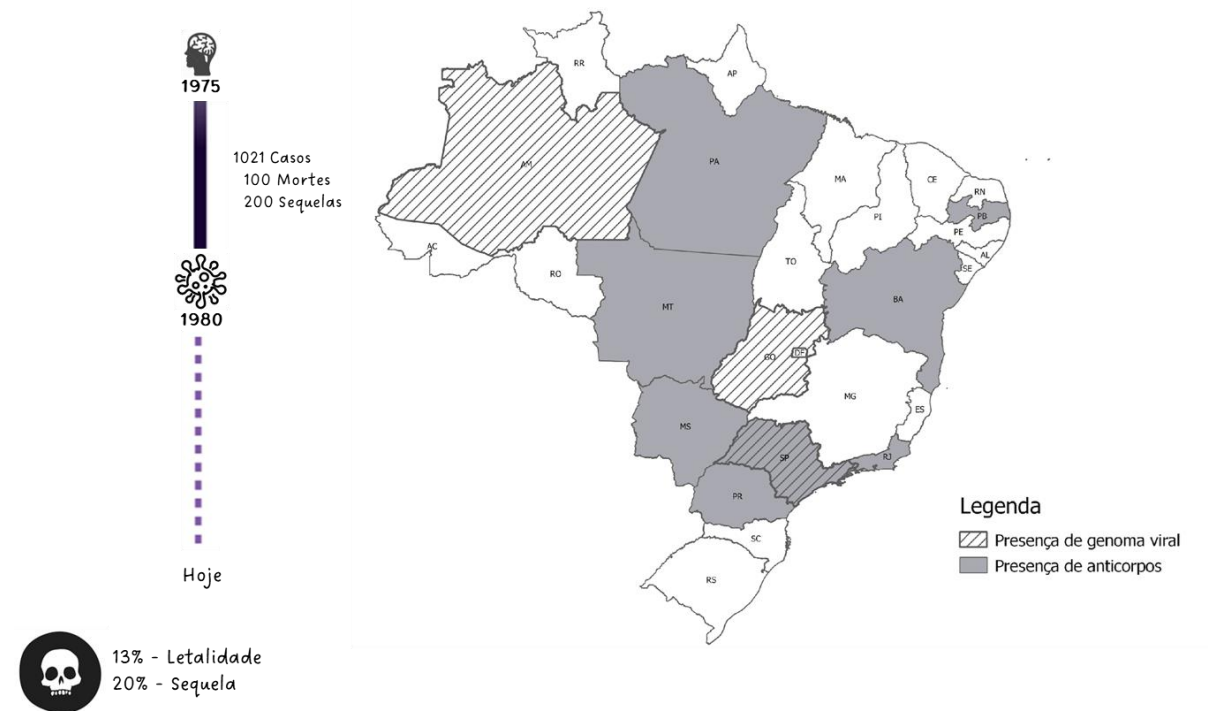 1975
1021 Casos
100 Mortes
200 Sequelas
1980
Hoje
13% - Letalidade
20% - Sequela
RR
AP
AM
PA
MA
CE
RN
PB
PI
PE
AL
SE
AC
RO
TO
BA
MT
GO
DF
MG
ES
MS
SP
RJ
PR
SC
RS
Legenda
Presença de genoma viral
Presença de anticorpos